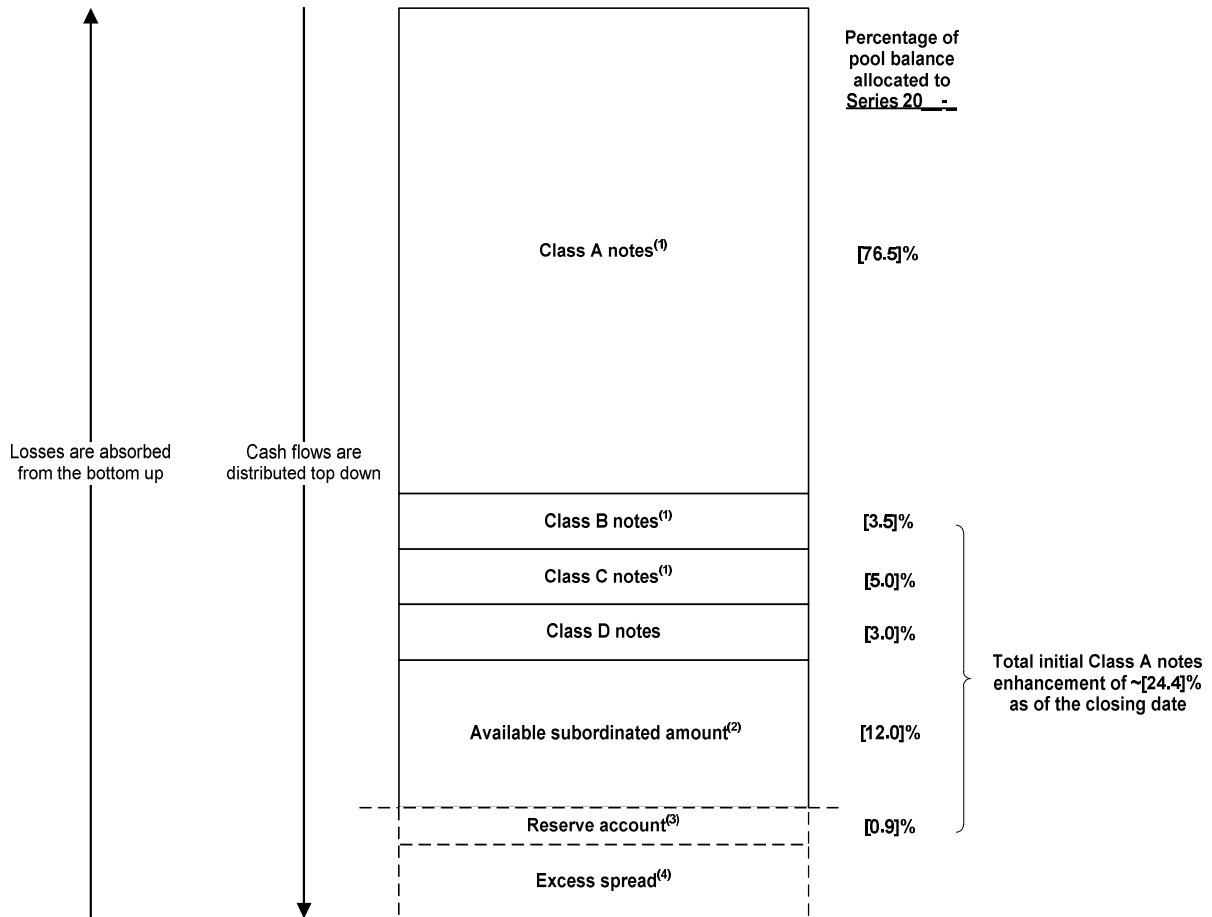 Percentage of
pool balance
allocated to
Series 20__-_
Class A notes(1)
[76.5]%
Losses are absorbed
from the bottom up
Cash flows are
distributed top down
Class B notes(1)
[3.5]%
Class C notes(1)
[5.0]%
Class D notes
[3.0]%
Total initial Class A notes
enhancement of ~[24.4]%
as of the closing date
Available subordinated amount(2)
[12.0]%
Reserve account(3)
[0.9]%
Excess spread(4)